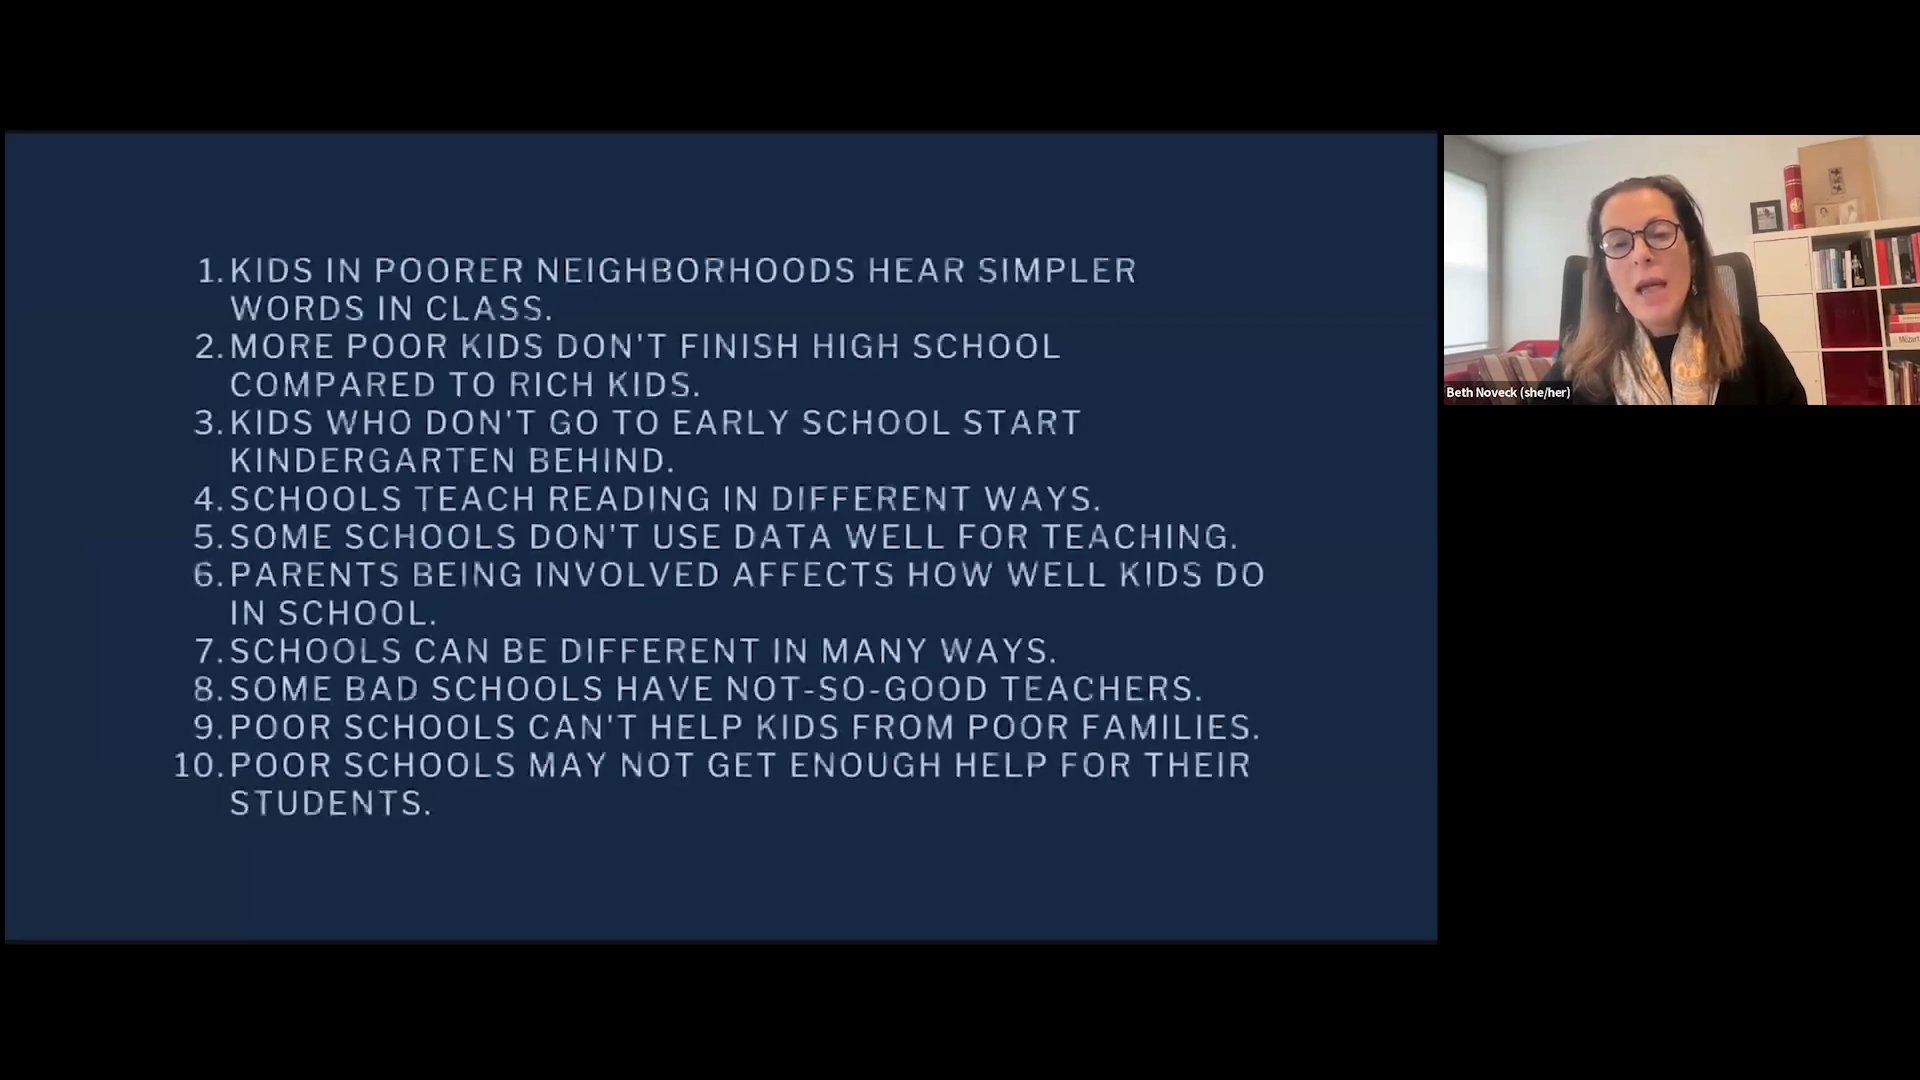 1. KIDS IN POORER NEIGHBORHOODS HEAR SIMPLER
WORDS IN CLASS.
2. MORE POOR KIDS DON'T FINISH HIGH SCHOOL
COMPARED TO RICH KIDS.
3. KIDS WHO DON'T GO TO EARLY SCHOOL START
KINDERGARTEN BEHIND.
4. SCHOOLS TEACH READING IN DIFFERENT WAYS.
5. SOME SCHOOLS DON'T USE DATA WELL FOR TEACHING.
6. PARENTS BEING INVOLVED AFFECTS HOW WELL KIDS DO
IN SCHOOL.
7. SCHOOLS CAN BE DIFFERENT IN MANY WAYS.
8. SOME BAD SCHOOLS HAVE NOT-SO-GOOD TEACHERS.
9. POOR SCHOOLS CAN'T HELP KIDS FROM POOR FAMILIES.
10. POOR SCHOOLS MAY NOT GET ENOUGH HELP FOR THEIR
STUDENTS.
Mozart
Beth Noveck (she/her)